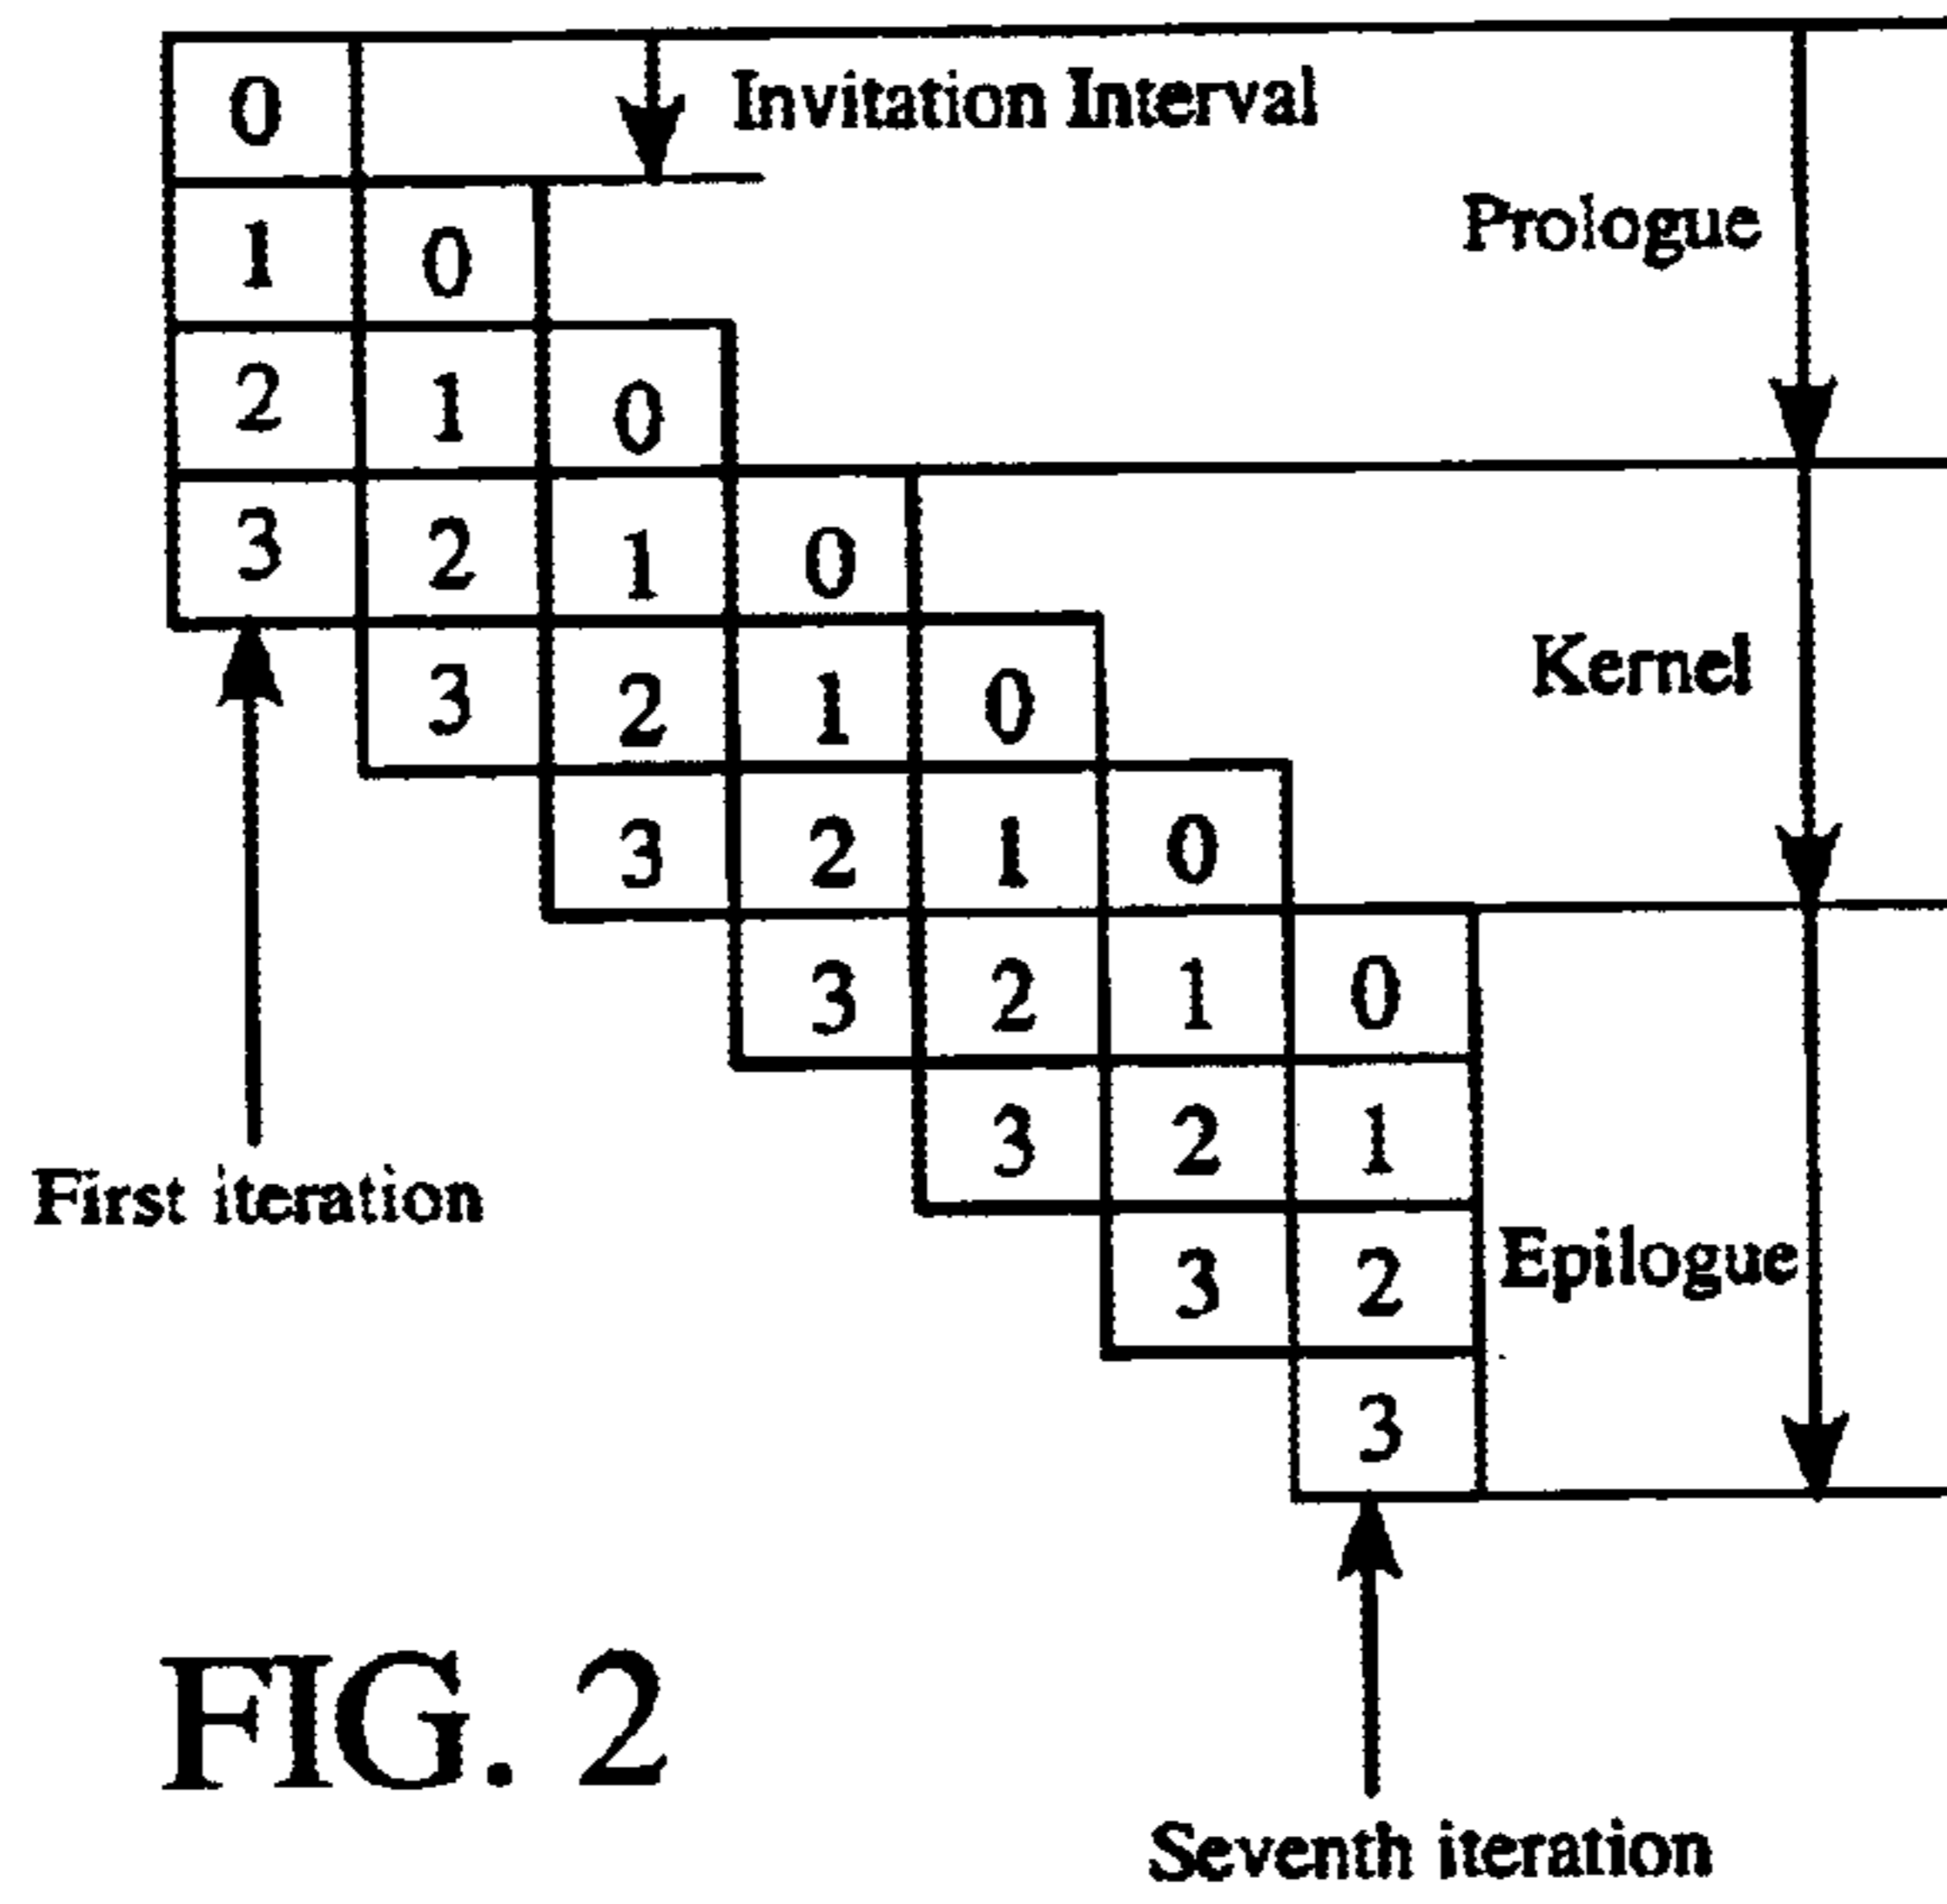 0 Invitation Interval
1 0 Prologue
2 1 0
3 2 1 0
3 2 1 0 Kernel
3 2 1 0
3 2 1 0
3 2 1
First iteration
3 2 Epilogue
3
FIG. 2
Seventh iteration